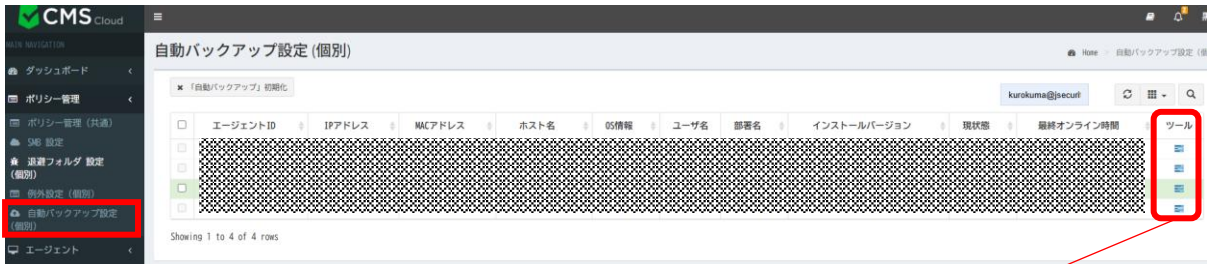 CMS Cloud
MAIN NAVIGATION
ダッシュボード
ポリシー管理
ポリシー管理（共通）
SMB 設定
退避フォルダ 設定
(個別)
例外設定（個別）
自動バックアップ設定
(個別)
エージェント
2
自動バックアップ設定 (個別)
Home > 自動バックアップ設定（個
× 「自動バックアップ」初期化
kurokuma@jsecuri
エージェントID IPアドレス MACアドレス ホスト名 OS情報 ユーザ名 部署名 インストールバージョン 現状態 最終オンライン時間 ツール
Showing 1 to 4 of 4 rows